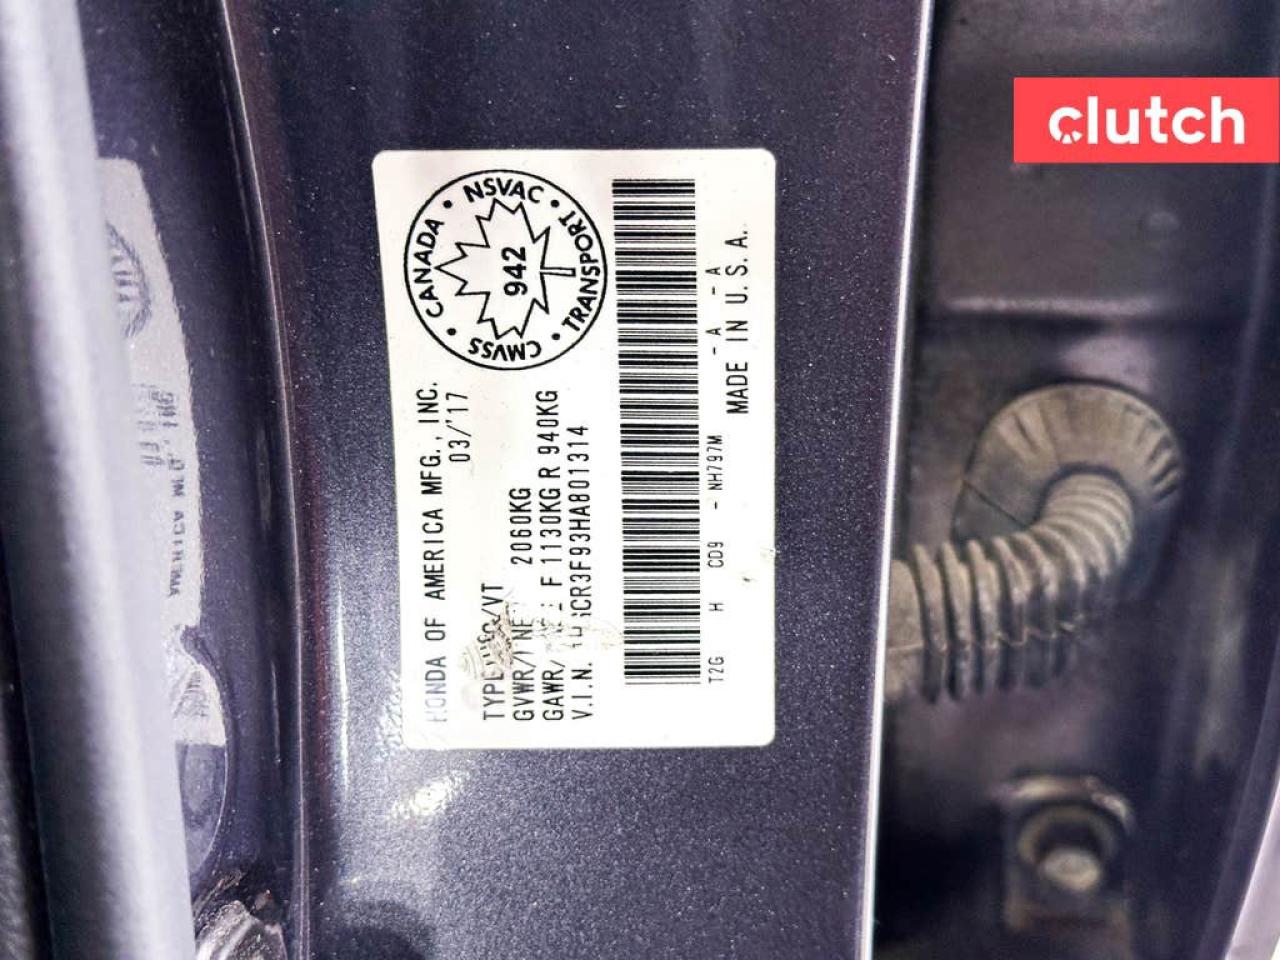 clutch
CANADA • NSVAC • TRANSPORT • CMVSS •
942
HONDA OF AMERICA MFG., INC.
03/'17
2060KG
F 1130KG R 940KG
V.I.N.
MADE IN U.S.A.
T2G H CD9 - NH797M - A - A